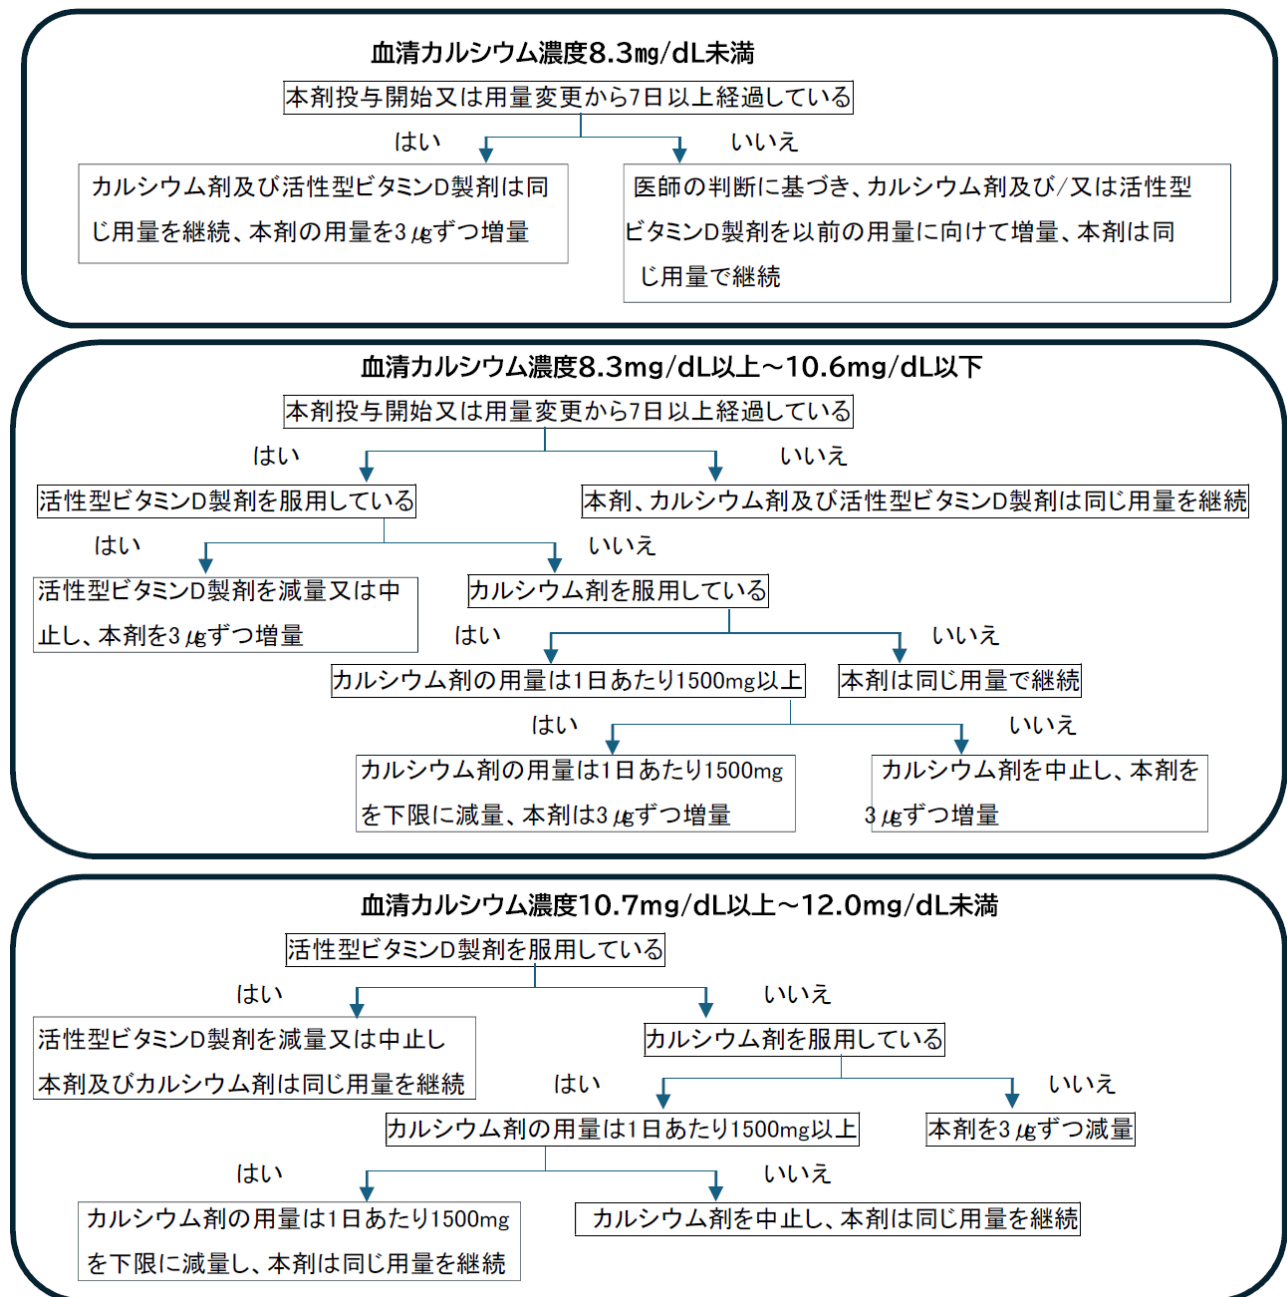 血清カルシウム濃度8.3㎎/dL未満
本剤投与開始又は用量変更から7日以上経過している
はい
いいえ
カルシウム剤及び活性型ビタミンD製剤は同
じ用量を継続、本剤の用量を3㎍ずつ増量
医師の判断に基づき、カルシウム剤及び/又は活性型
ビタミンD製剤を以前の用量に向けて増量、本剤は同
じ用量で継続
血清カルシウム濃度8.3mg/dL以上～10.6mg/dL以下
本剤投与開始又は用量変更から7日以上経過している
はい
いいえ
活性型ビタミンD製剤を服用している
本剤、カルシウム剤及び活性型ビタミンD製剤は同じ用量を継続
はい
いいえ
活性型ビタミンD製剤を減量又は中
止し、本剤を3㎍ずつ増量
カルシウム剤を服用している
はい
いいえ
カルシウム剤の用量は1日あたり1500mg以上
本剤は同じ用量で継続
はい
いいえ
カルシウム剤の用量は1日あたり1500mg
を下限に減量、本剤は3㎍ずつ増量
カルシウム剤を中止し、本剤を
3㎍ずつ増量
血清カルシウム濃度10.7mg/dL以上～12.0mg/dL未満
活性型ビタミンD製剤を服用している
はい
いいえ
活性型ビタミンD製剤を減量又は中止し
本剤及びカルシウム剤は同じ用量を継続
カルシウム剤を服用している
はい
いいえ
カルシウム剤の用量は1日あたり1500mg以上
本剤を3㎍ずつ減量
はい
いいえ
カルシウム剤の用量は1日あたり1500mg
を下限に減量し、本剤は同じ用量を継続
カルシウム剤を中止し、本剤は同じ用量を継続